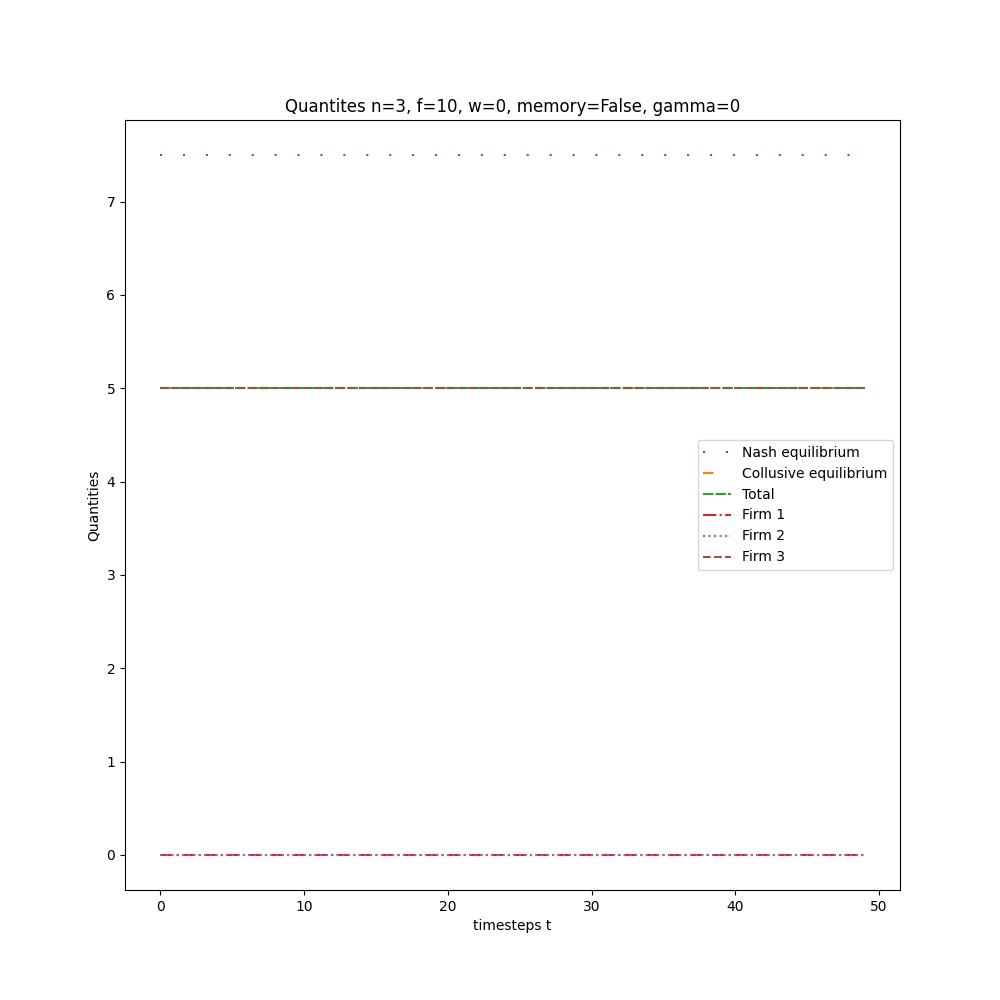 Quantites n=3, f=10, w=0, memory=False, gamma=0
7
6
5
4
3
2
1
0
Quantities
Nash equilibrium
Collusive equilibrium
Total
Firm 1
Firm 2
Firm 3
0 10 20 30 40 50
timesteps t